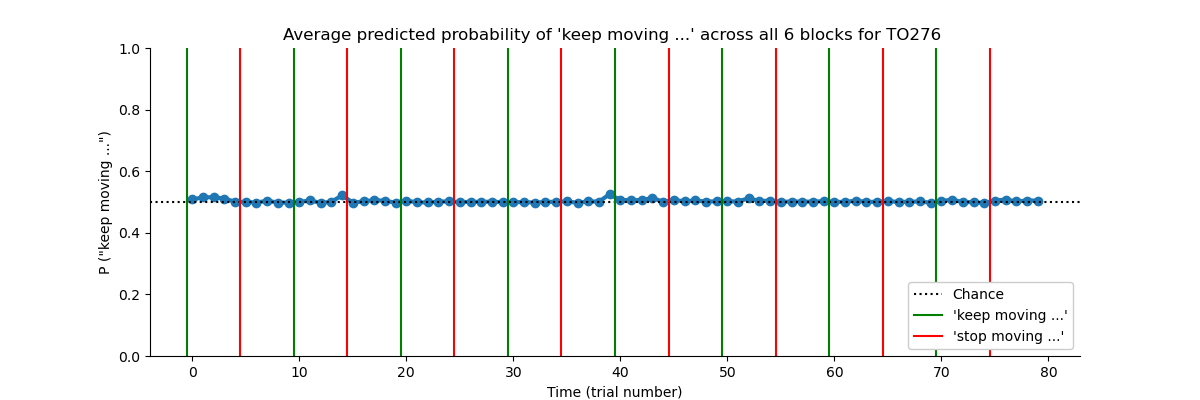 Average predicted probability of 'keep moving ...' across all 6 blocks for TO276
P ("keep moving ...")
1.0
0.8
0.6
0.4
0.2
0.0
Chance
'keep moving ...'
'stop moving ...'
0 10 20 30 40 50 60 70 80
Time (trial number)